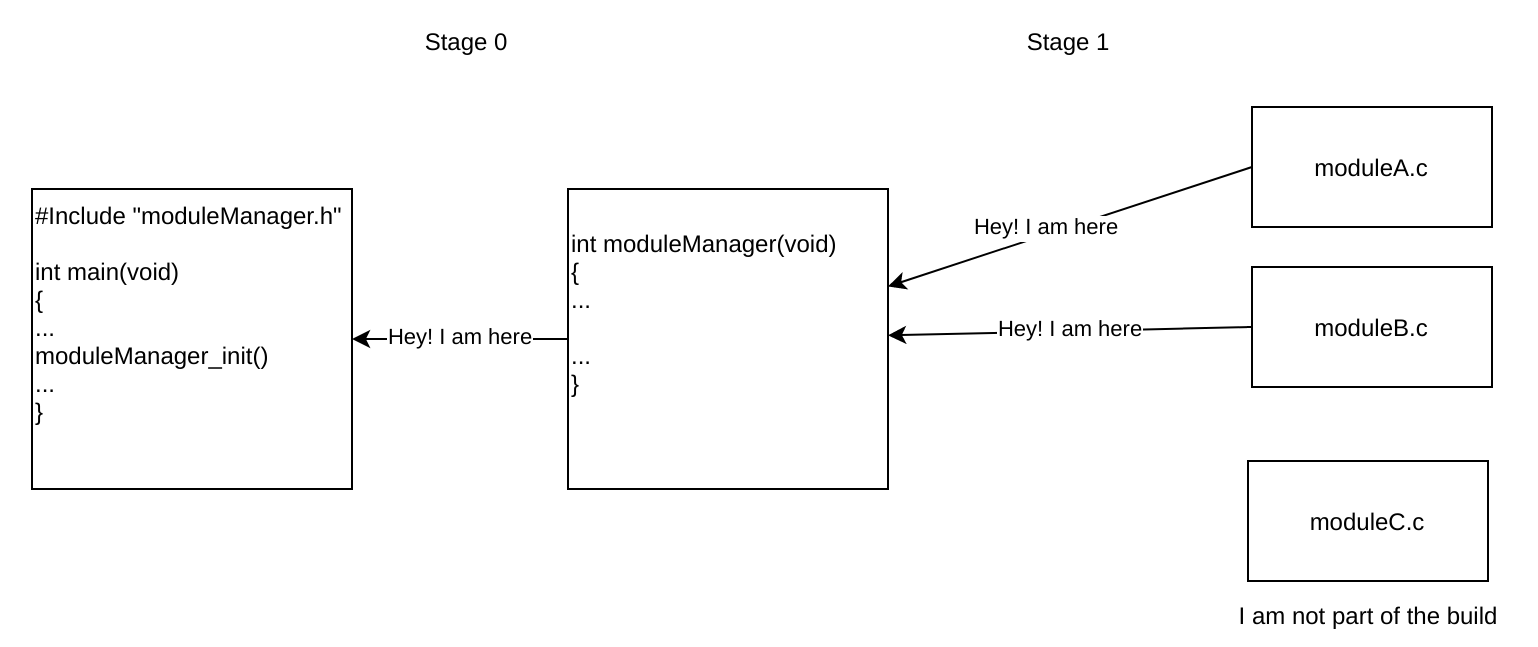 Stage 0
Stage 1
#Include "moduleManager.h"
int main(void)
{
...
moduleManager_init()
...
}
Hey! I am here
int moduleManager(void)
{
...
...
}
Hey! I am here
Hey! I am here
moduleA.c
moduleB.c
moduleC.c
I am not part of the build